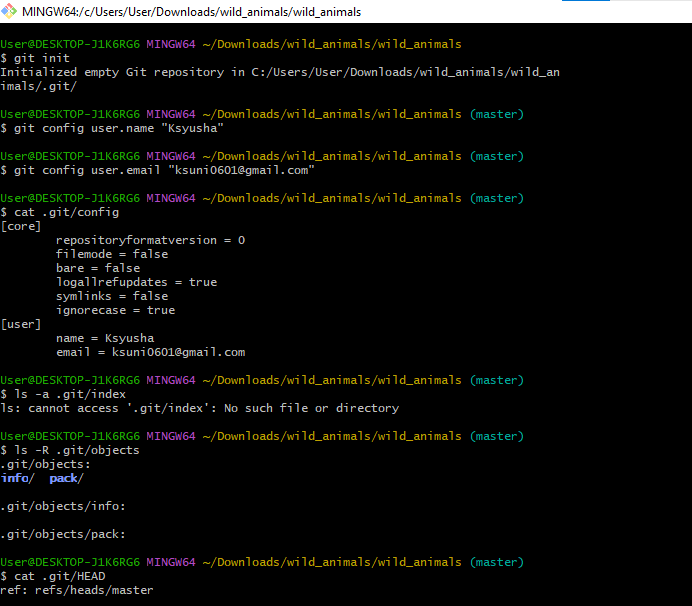 MINGW64:/c/Users/User/Downloads/wild_animals/wild_animals
User@DESKTOP-J1K6RG6 MINGW64 ~/Downloads/wild_animals/wild_animals
$ git init
Initialized empty Git repository in C:/Users/User/Downloads/wild_animals/wild_an
imals/.git/
User@DESKTOP-J1K6RG6 MINGW64 ~/Downloads/wild_animals/wild_animals (master)
$ git config user.name "Ksyusha"
User@DESKTOP-J1K6RG6 MINGW64 ~/Downloads/wild_animals/wild_animals (master)
$ git config user.email "ksuni0601@gmail.com"
User@DESKTOP-J1K6RG6 MINGW64 ~/Downloads/wild_animals/wild_animals (master)
$ cat .git/config
[core]
        repositoryformatversion = 0
        filemode = false
        bare = false
        logallrefupdates = true
        symlinks = false
        ignorecase = true
[user]
        name = Ksyusha
        email = ksuni0601@gmail.com
User@DESKTOP-J1K6RG6 MINGW64 ~/Downloads/wild_animals/wild_animals (master)
$ ls -a .git/index
ls: cannot access '.git/index': No such file or directory
User@DESKTOP-J1K6RG6 MINGW64 ~/Downloads/wild_animals/wild_animals (master)
$ ls -R .git/objects
.git/objects:
info/  pack/
.git/objects/info:
.git/objects/pack:
User@DESKTOP-J1K6RG6 MINGW64 ~/Downloads/wild_animals/wild_animals (master)
$ cat .git/HEAD
ref: refs/heads/master